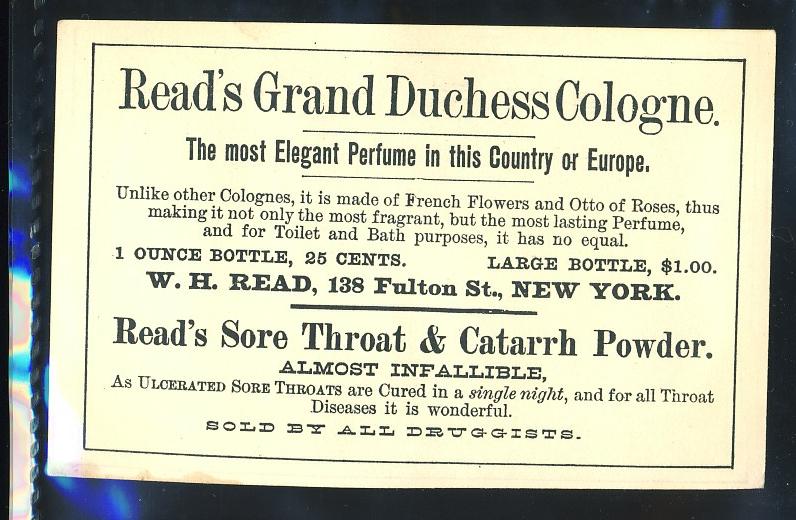 Read's Grand Duchess Cologne.
The most Elegant Perfume in this Country or Europe.
Unlike other Colognes, it is made of French Flowers and Otto of Roses, thus
making it not only the most fragrant, but the most lasting Perfume,
and for Toilet and Bath purposes, it has no equal.
1 OUNCE BOTTLE, 25 CENTS. LARGE BOTTLE, $1.00.
W. H. READ, 138 Fulton St., NEW YORK.
Read's Sore Throat & Catarrh Powder.
ALMOST INFALLIBLE,
As ULCERATED SORE THROATS are Cured in a single night, and for all Throat
Diseases it is wonderful.
SOLD BY ALL DRUGGISTS.